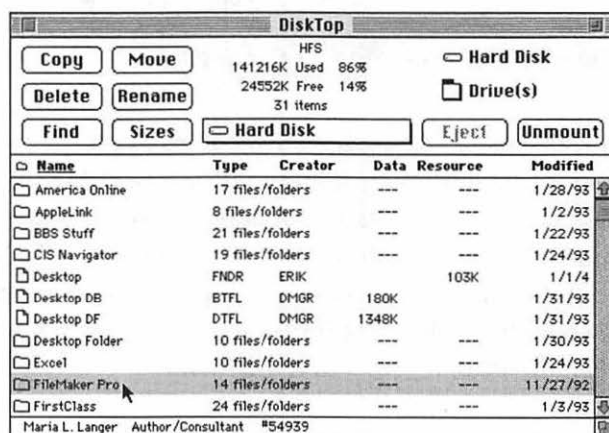 DiskTop
Copy Move
HFS
141216K Used 86%
24552K Free 14%
31 items
Hard Disk
Drive(s)
Delete Rename
Find Sizes
Hard Disk
Eject Unmount
Name Type Creator Data Resource Modified
America Online 17 files/folders --- --- 1/28/93
AppleLink 8 files/folders --- --- 1/2/93
BBS Stuff 21 files/folders --- --- 1/22/93
CIS Navigator 19 files/folders --- --- 1/24/93
Desktop FNDR ERIK 103K 1/1/4
Desktop DB BTFL DMGR 180K 1/31/93
Desktop DF DTFL DMGR 1348K 1/31/93
Desktop Folder 10 files/folders --- --- 1/30/93
Excel 10 files/folders --- --- 1/24/93
FileMaker Pro 14 files/folders --- --- 11/27/92
FirstClass 24 files/folders --- --- 1/3/93
Maria L. Langer Author/Consultant #54939